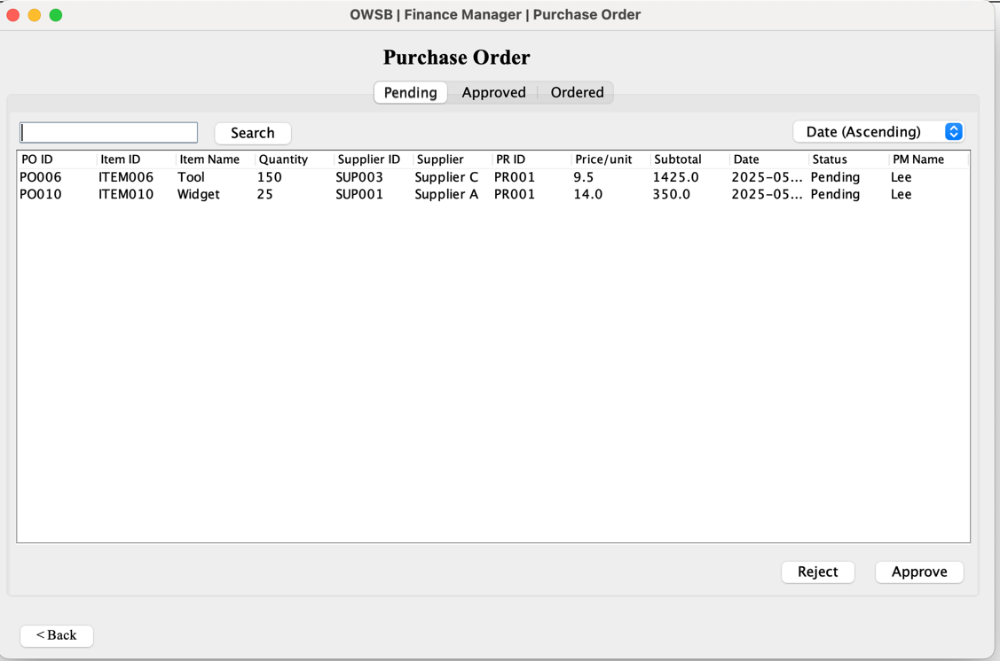 OWSB | Finance Manager | Purchase Order
Purchase Order
Pending Approved Ordered
Search Date (Ascending)
PO ID Item ID Item Name Quantity Supplier ID Supplier PR ID Price/unit Subtotal Date Status PM Name
PO006 ITEM006 Tool 150 SUP003 Supplier C PR001 9.5 1425.0 2025-05... Pending Lee
PO010 ITEM010 Widget 25 SUP001 Supplier A PR001 14.0 350.0 2025-05... Pending Lee
Reject Approve
< Back